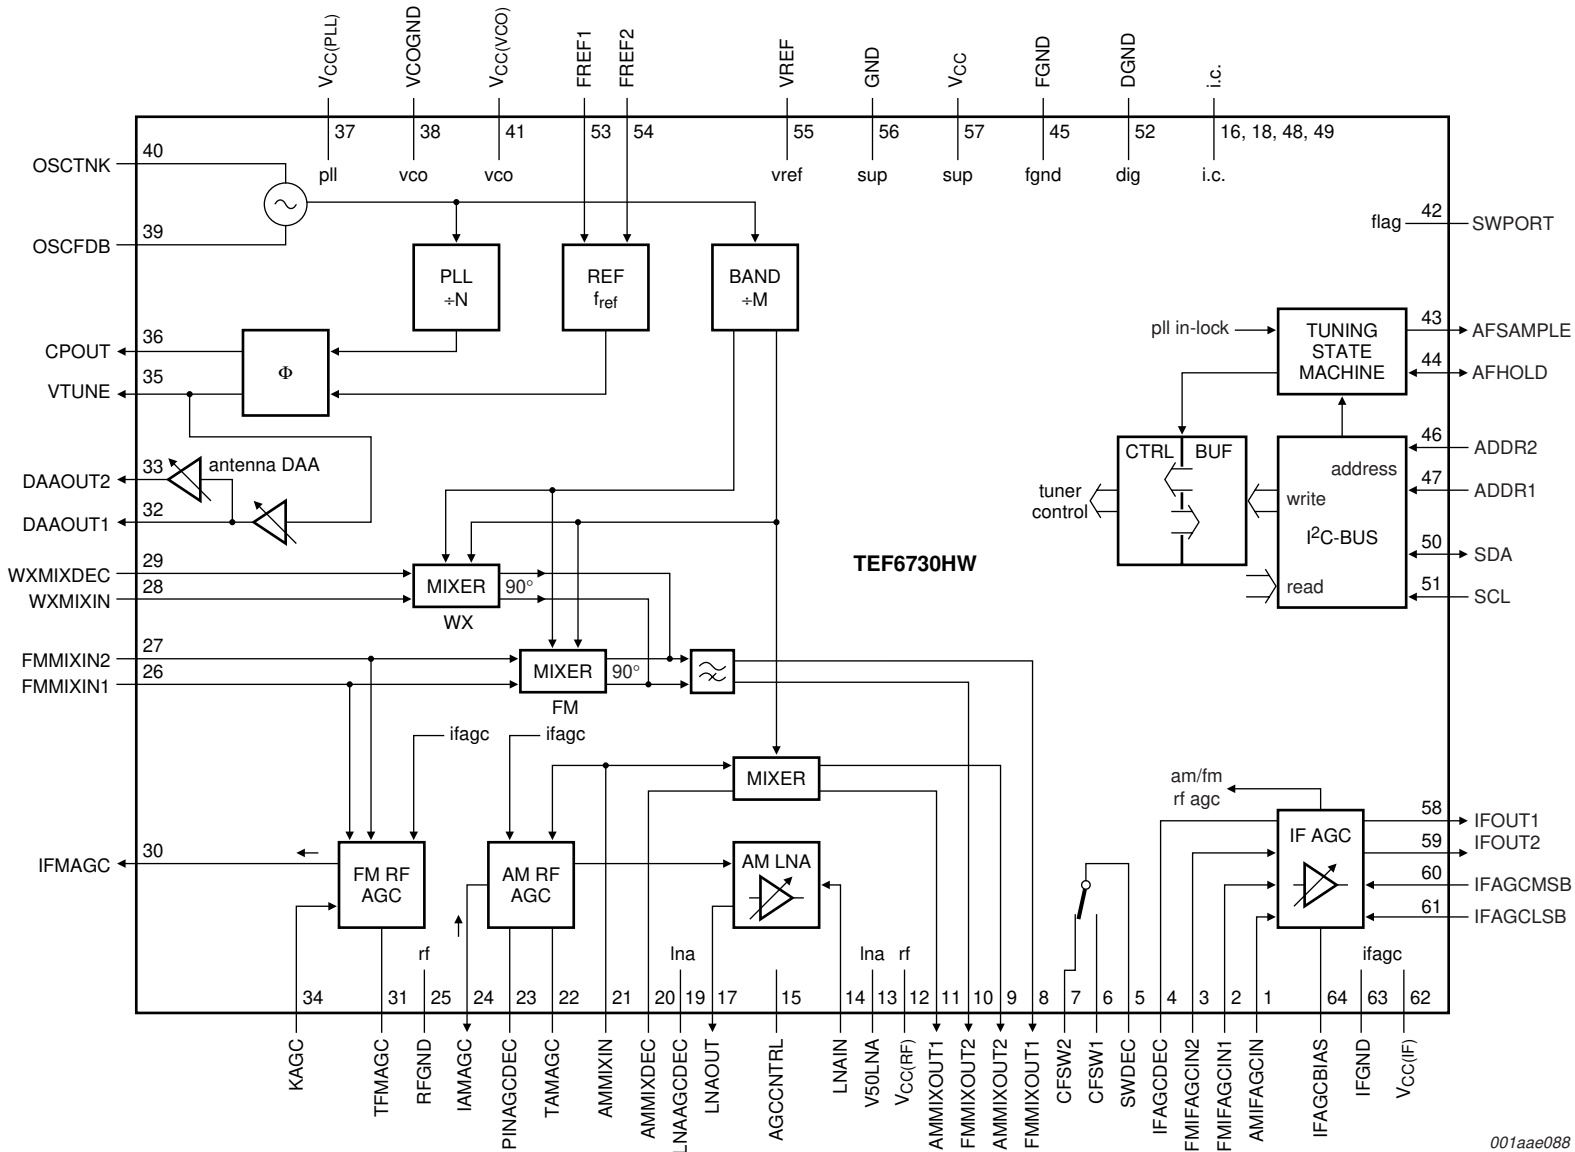 VCC(PLL)
VCOGND
VCC(VCO)
FREF1
FREF2
VREF
GND
VCC
FGND
DGND
i.c.
37
38
41
53
54
55
56
57
45
52
16, 18, 48, 49
pll
vco
vco
vref
sup
sup
fgnd
dig
i.c.
OSCTNK
40
OSCFDB
39
flag
42
SWPORT
PLL
÷N
REF
fref
BAND
÷M
CPOUT
36
VTUNE
35
Φ
pll in-lock
TUNING
STATE
MACHINE
43
AFSAMPLE
44
AFHOLD
DAAOUT2
33
antenna DAA
DAAOUT1
32
tuner
control
CTRL
BUF
address
write
I²C-BUS
read
46
ADDR2
47
ADDR1
50
SDA
51
SCL
TEF6730HW
WXMIXDEC
29
WXMIXIN
28
MIXER
90°
WX
FMMIXIN2
27
FMMIXIN1
26
MIXER
90°
FM
ifagc
ifagc
MIXER
am/fm
rf agc
IFMAGC
30
FM RF
AGC
AM RF
AGC
AM LNA
IF AGC
58
IFOUT1
59
IFOUT2
60
IFAGCMSB
61
IFAGCLSB
rf
lna
lna
rf
ifagc
34
31
25
24
23
22
21
20
19
17
15
14
13
12
11
10
9
8
7
6
5
4
3
2
1
64
63
62
KAGC
TFMAGC
RFGND
IAMAGC
PINAGCDEC
TAMAGC
AMMIXIN
AMMIXDEC
LNAAGCDEC
LNAOUT
AGCCNTRL
LNAIN
V50LNA
VCC(RF)
AMMIXOUT1
FMMIXOUT2
AMMIXOUT2
FMMIXOUT1
CFSW2
CFSW1
SWDEC
IFAGCDEC
FMIFAGCIN2
FMIFAGCIN1
AMIFAGCIN
IFAGCBIAS
IFGND
VCC(IF)
001aae088